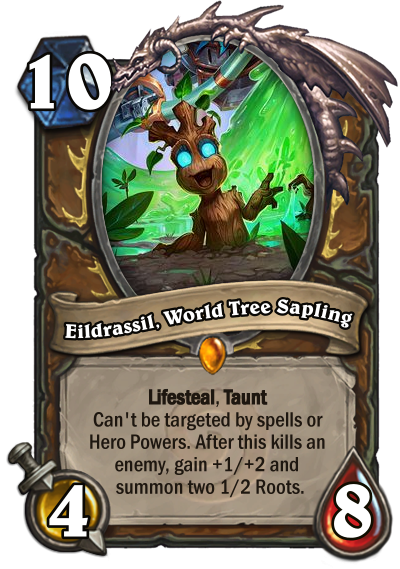 10
Eildrassil, World Tree Sapling
Lifesteal, Taunt
Can't be targeted by spells or
Hero Powers. After this kills an
enemy, gain +1/+2 and
summon two 1/2 Roots.
4
8